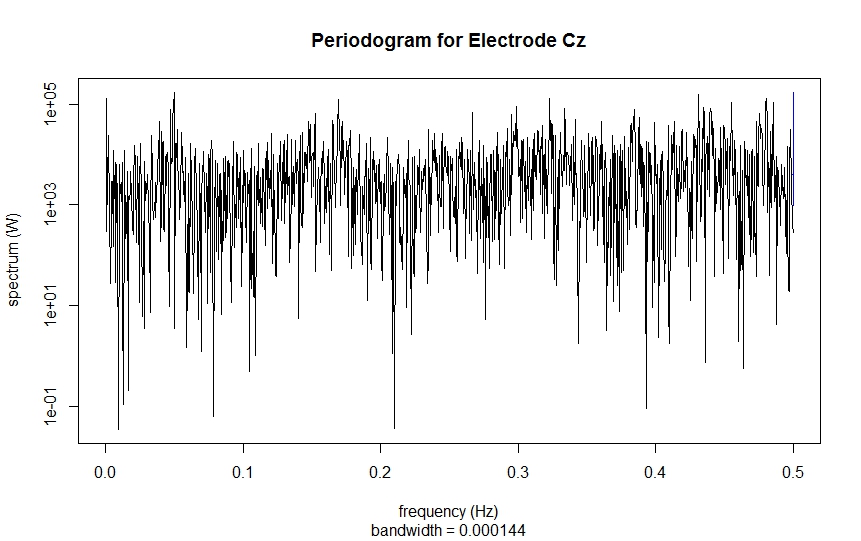 Periodogram for Electrode Cz
spectrum (W)
1e+05
1e+03
1e+01
1e-01
0.0 0.1 0.2 0.3 0.4 0.5
frequency (Hz)
bandwidth = 0.000144